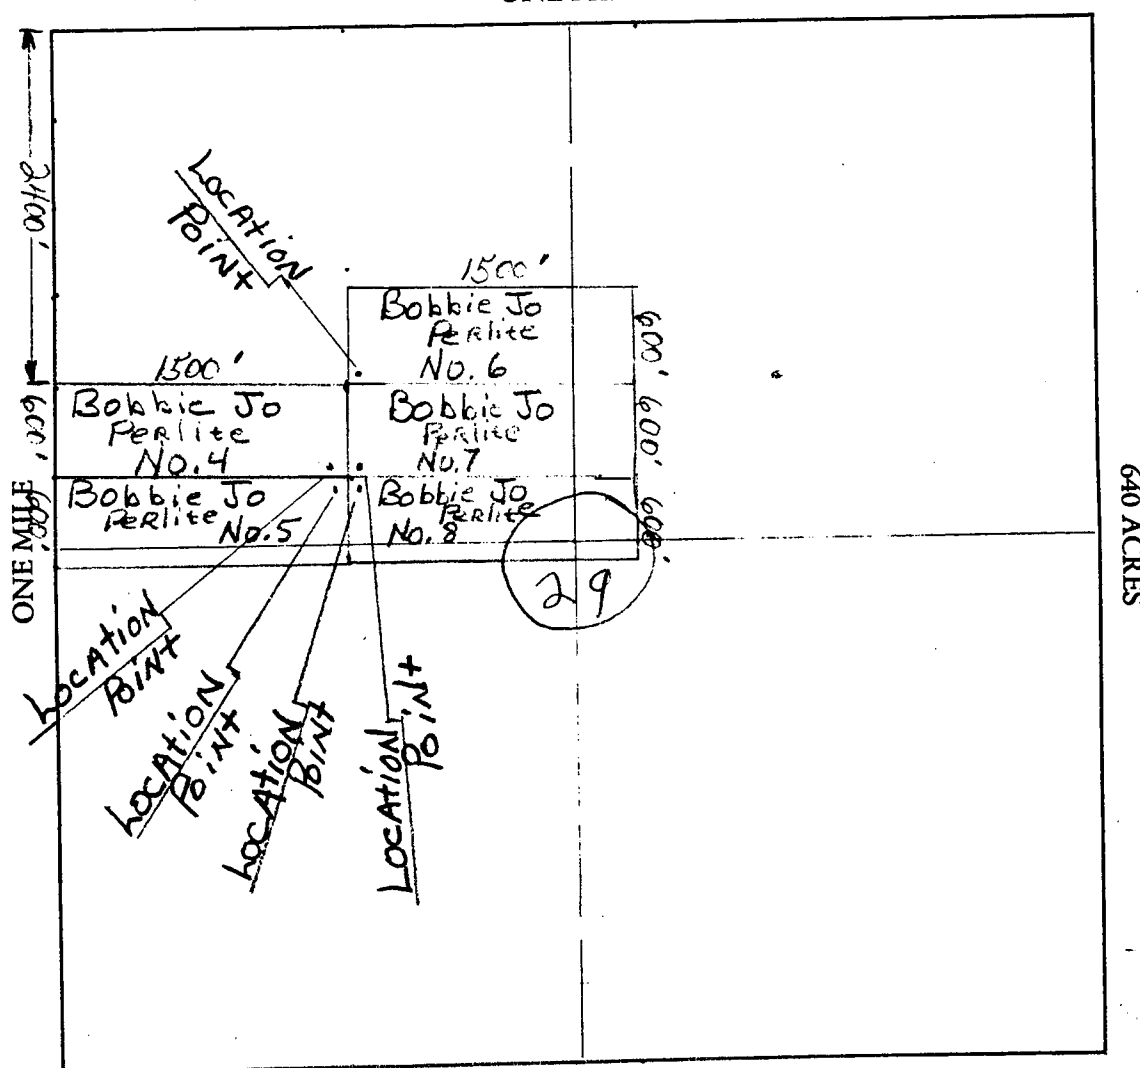 2400'
LOCATION
POINT
1500'
Bobbie Jo
PERlite
No. 6
600'
1500'
Bobbie Jo
PERlite
No. 4
600'
Bobbie Jo
PERlite
No. 7
600'
Bobbie Jo
PERlite
No. 5
600'
Bobbie Jo
PERlite
No. 8
600'
29
ONE MILE
640 ACRES
LOCATION
POINT
LOCATION
POINT
LOCATION
POINT
LOCATION
POINT